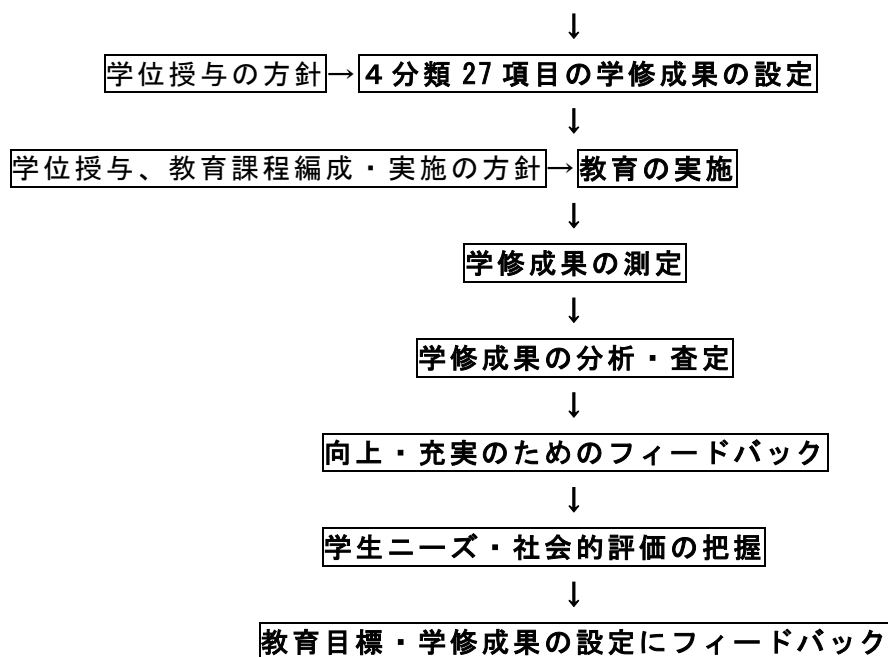 ↓
学位授与の方針→４分類 27 項目の学修成果の設定
↓
学位授与、教育課程編成・実施の方針→教育の実施
↓
学修成果の測定
↓
学修成果の分析・査定
↓
向上・充実のためのフィードバック
↓
学生ニーズ・社会的評価の把握
↓
教育目標・学修成果の設定にフィードバック